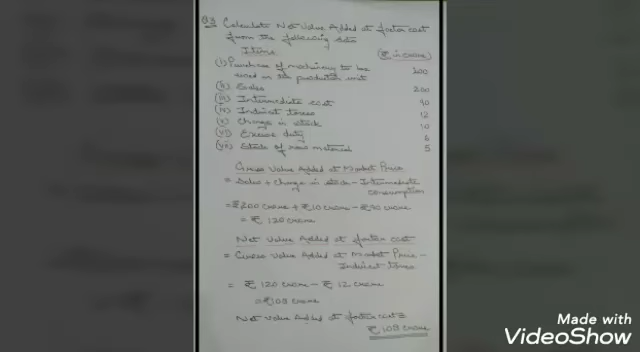 Q.3 Calculate Net Value Added at factor cost
from the following data
Items (₹ in crore)
(i) Purchase of machinery to be
used in the production unit 200
(ii) Sales 200
(iii) Intermediate cost 90
(iv) Indirect taxes 12
(v) Change in stock 10
(vi) Excise duty 6
(vii) Stock of raw material 5
Gross Value Added at Market Price
= Sales + Change in stock - Intermediate
consumption
= ₹200 crore + ₹10 crore - ₹90 crore
= ₹ 120 crore
Net Value Added at factor cost
= Gross Value Added at Market Price -
Indirect Taxes
= ₹ 120 crore - ₹ 12 crore
= ₹108 crore
Net Value Added at factor cost =
₹ 108 crore
Made with
VideoShow